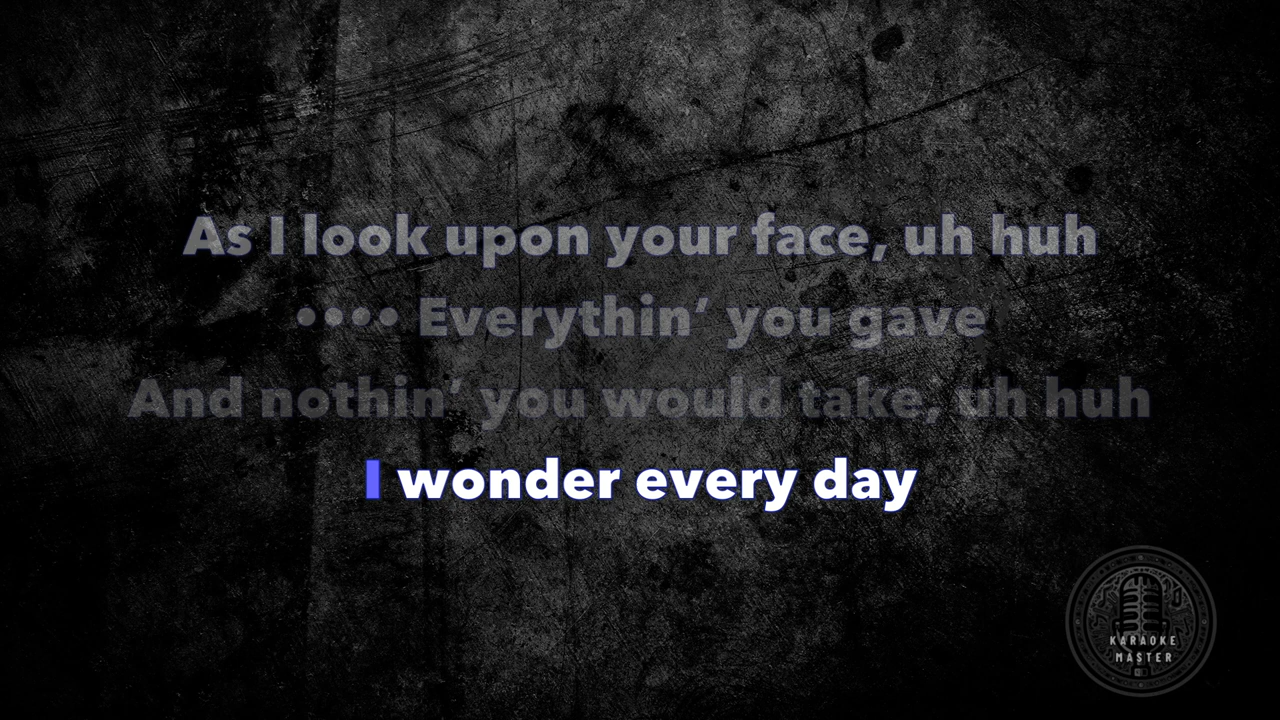 As I look upon your face, uh huh
•••• Everythin’ you gave
And nothin’ you would take, uh huh
I wonder every day
KARAOKE
MASTER